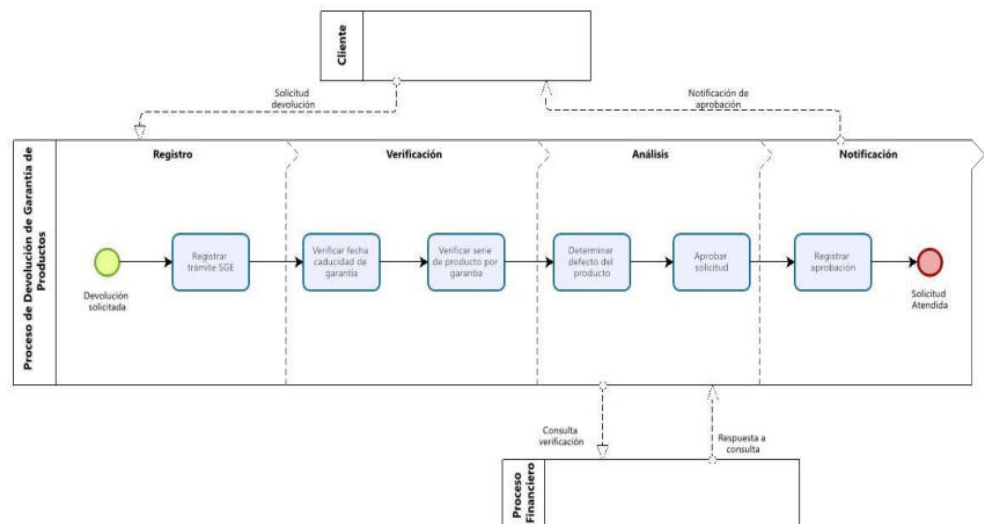 Cliente
Solicitud
devolución
Notificación de
aprobación
Proceso de Devolución de Garantía de
Productos
Registro
Verificación
Análisis
Notificación
Devolución
solicitada
Registrar
trámite SGE
Verificar fecha
caducidad de
garantía
Verificar serie
de producto por
garantia
Determinar
defecto del
producto
Aprobar
solicitud
Registrar
aprobación
Solicitud
Atendida
Consulta
verificación
Respuesta a
consulta
Proceso
Financiero